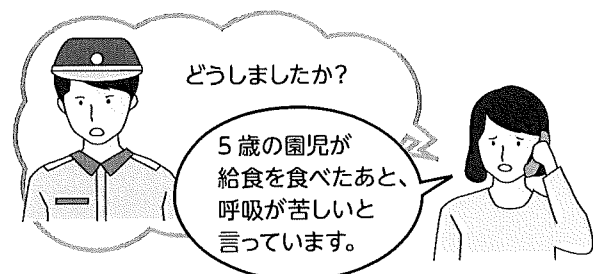 どうしましたか?
5歳の園児が
給食を食べたあと、
呼吸が苦しいと
言っています。